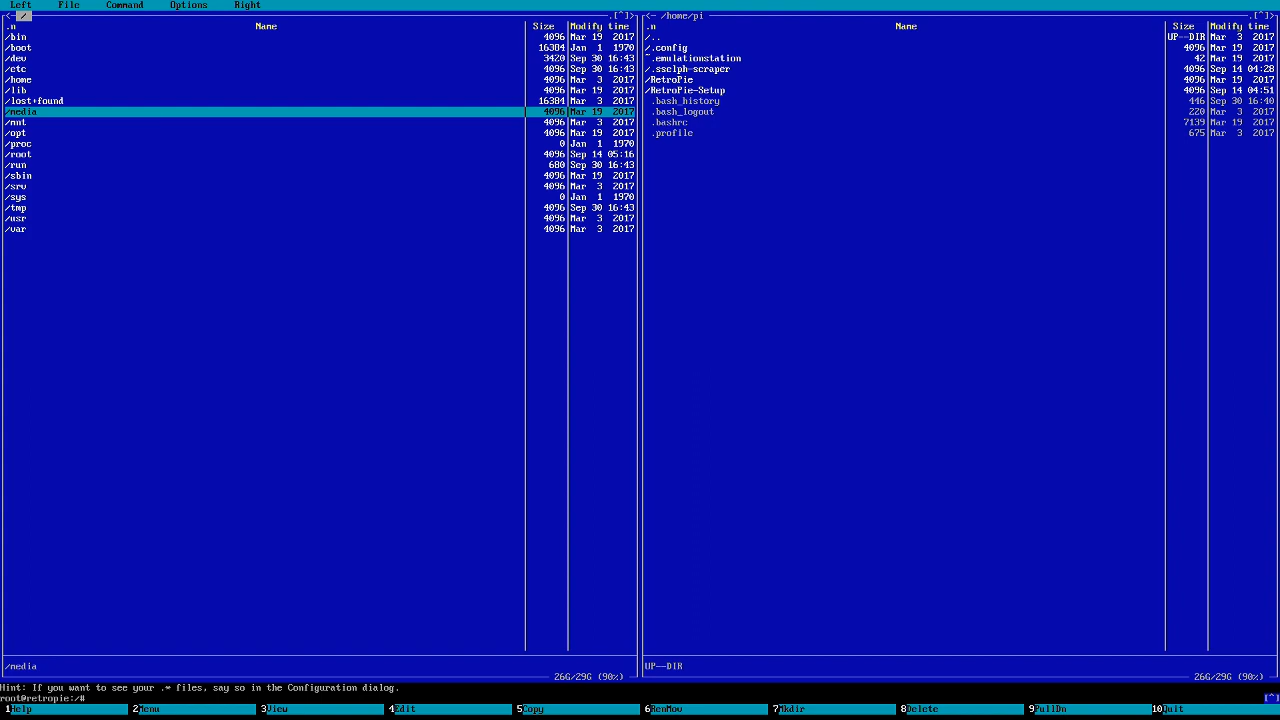 Left File Command Options Right
<- / .[^]>
.n Name Size Modify time
/bin 4096 Mar 19 2017
/boot 16384 Jan 1 1970
/dev 3420 Sep 30 16:43
/etc 4096 Sep 30 16:43
/home 4096 Mar 3 2017
/lib 4096 Mar 19 2017
/lost+found 16384 Mar 3 2017
/media 4096 Mar 19 2017
/mnt 4096 Mar 3 2017
/opt 4096 Mar 19 2017
/proc 0 Jan 1 1970
/root 4096 Sep 14 05:16
/run 680 Sep 30 16:43
/sbin 4096 Mar 19 2017
/srv 4096 Mar 3 2017
/sys 0 Jan 1 1970
/tmp 4096 Sep 30 16:43
/usr 4096 Mar 3 2017
/var 4096 Mar 3 2017
/media
26G/29G (90%)
<- /home/pi .[^]>
.n Name Size Modify time
/.. UP--DIR Mar 3 2017
/.config 4096 Mar 19 2017
~.emulationstation 42 Mar 19 2017
/.sselph-scraper 4096 Sep 14 04:28
/RetroPie 4096 Mar 19 2017
/RetroPie-Setup 4096 Sep 14 04:51
.bash_history 446 Sep 30 16:40
.bash_logout 220 Mar 3 2017
.bashrc 7139 Mar 19 2017
.profile 675 Mar 3 2017
UP--DIR
26G/29G (90%)
Hint: If you want to see your .* files, say so in the Configuration dialog.
root@retropie:/# [^]
1Help 2Menu 3View 4Edit 5Copy 6RenMov 7Mkdir 8Delete 9PullDn 10Quit